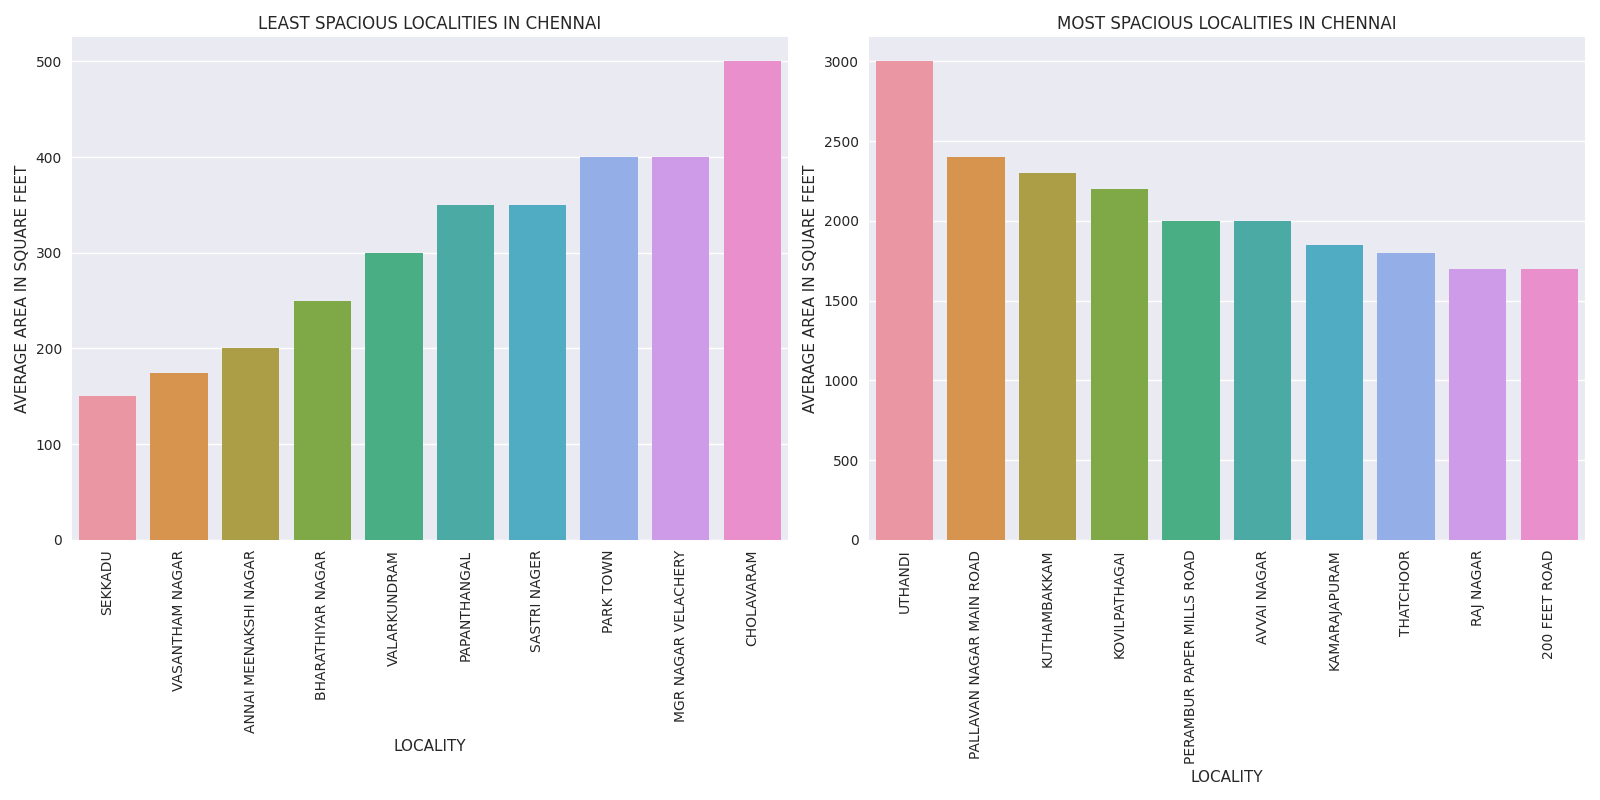 LEAST SPACIOUS LOCALITIES IN CHENNAI
AVERAGE AREA IN SQUARE FEET
500
400
300
200
100
0
SEKKADU
VASANTHAM NAGAR
ANNAI MEENAKSHI NAGAR
BHARATHIYAR NAGAR
VALARKUNDRAM
PAPANTHANGAL
SASTRI NAGER
PARK TOWN
MGR NAGAR VELACHERY
CHOLAVARAM
LOCALITY
MOST SPACIOUS LOCALITIES IN CHENNAI
AVERAGE AREA IN SQUARE FEET
3000
2500
2000
1500
1000
500
0
UTHANDI
PALLAVAN NAGAR MAIN ROAD
KUTHAMBAKKAM
KOVILPATHAGAI
PERAMBUR PAPER MILLS ROAD
AVVAI NAGAR
KAMARAJAPURAM
THATCHOOR
RAJ NAGAR
200 FEET ROAD
LOCALITY